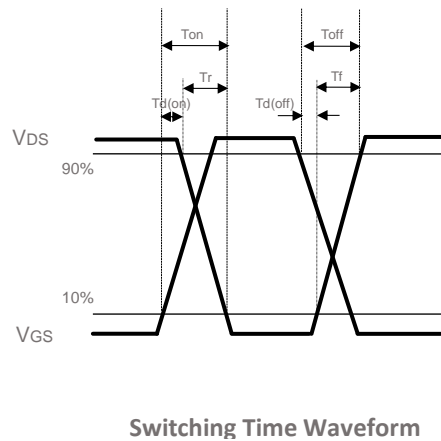 Ton
Toff
Tr
Tf
Td(on)
Td(off)
VDS
90%
10%
VGS
Switching Time Waveform